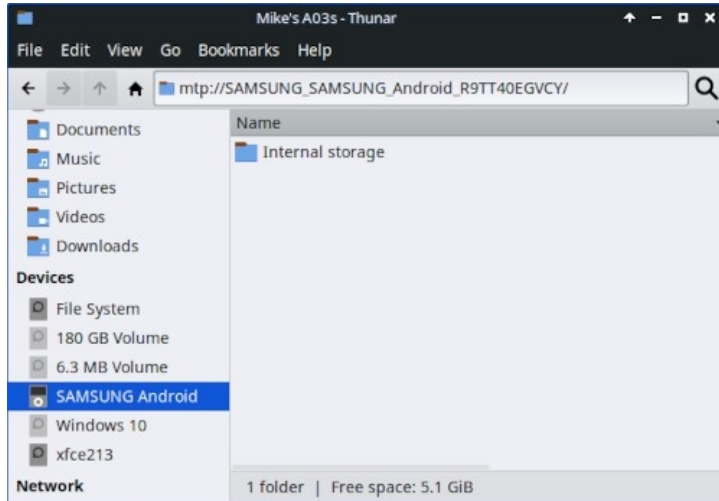 Mike's A03s - Thunar
File Edit View Go Bookmarks Help
mtp://SAMSUNG_SAMSUNG_Android_R9TT40EGVCY/
Documents
Music
Pictures
Videos
Downloads
Devices
File System
180 GB Volume
6.3 MB Volume
SAMSUNG Android
Windows 10
xfce213
Network
Name
Internal storage
1 folder | Free space: 5.1 GiB